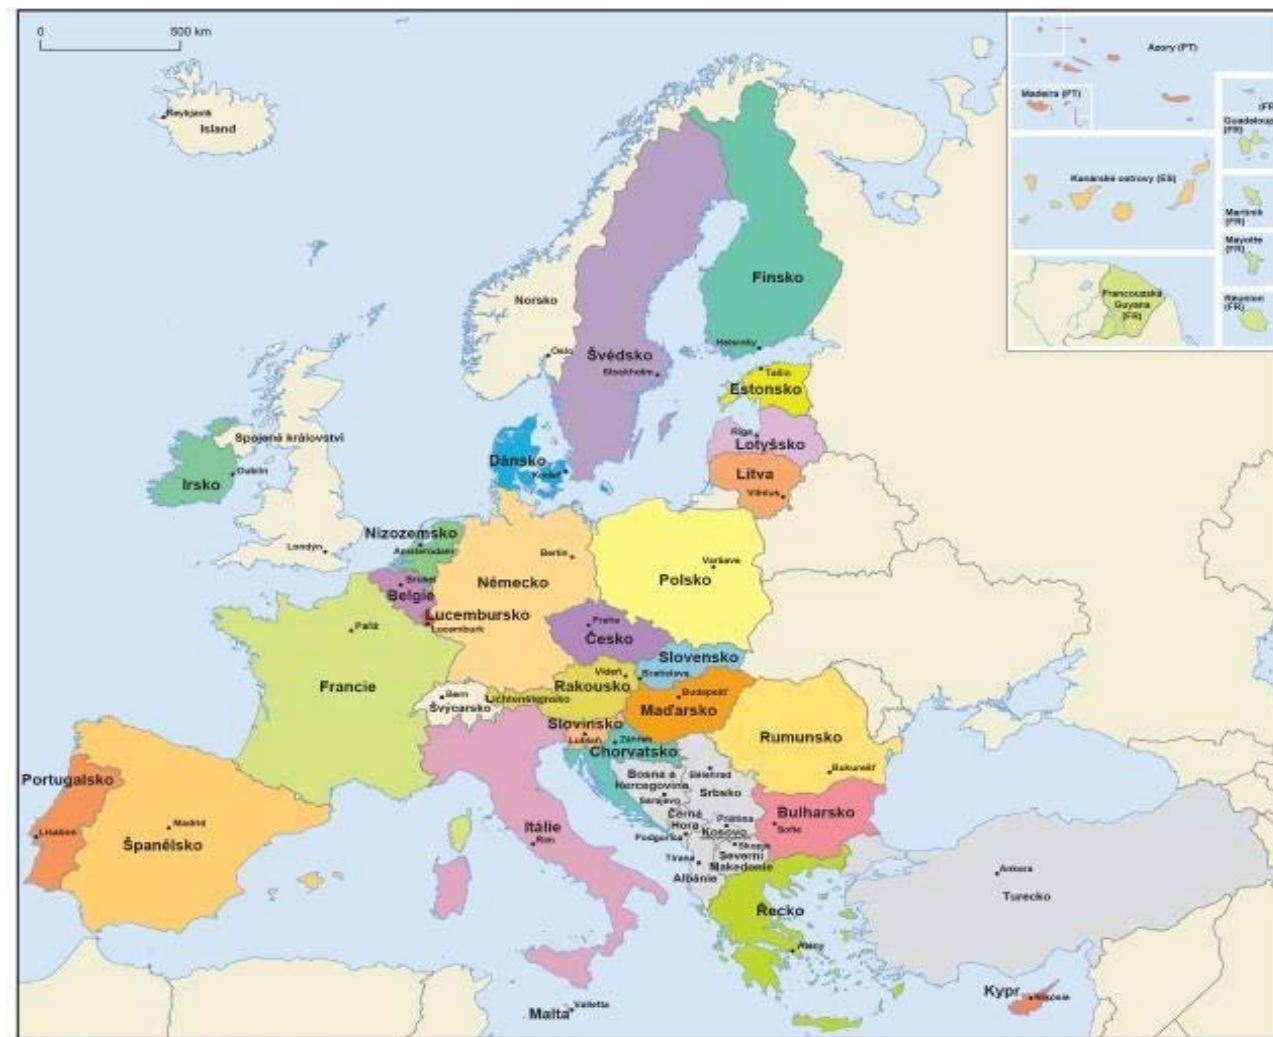 0 500 km
Azory (PT)
Madeira (PT)
(FR
Guadeloup
(FR)
Kanárské ostrovy (ES)
Martinik
(FR)
Mayotte
(FR)
Francouzská
Guyana
(FR)
Réunion
(FR)
Reykjavík
Island
Finsko
Norsko
Helsinky
Oslo
Švédsko
Stockholm
Tallin
Estonsko
Riga
Lotyšsko
Spojené království
Dánsko
Kodaň
Litva
Vilnius
Dublin
Irsko
Nizozemsko
Amsterodam
Londýn
Berlín
Varšava
Polsko
Německo
Brusel
Belgie
Lucembursko
Lucemburk
Paříž
Praha
Česko
Slovensko
Bratislava
Vídeň
Rakousko
Francie
Bern
Švýcarsko
Lichtenštejnsko
Budapešť
Maďarsko
Slovinsko
Lublaň
Záhřeb
Chorvatsko
Rumunsko
Bukurešť
Bosna a
Hercegovina
Sarajevo
Bělehrad
Srbsko
Portugalsko
Lisabon
Madrid
Španělsko
Itálie
Řím
Černá
Hora
Podgorica
Priština
Kosovo
Bulharsko
Sofie
Skopje
Severní
Makedonie
Tirana
Albánie
Řecko
Atény
Ankara
Turecko
Malta
Valletta
Kypr
Nikósie